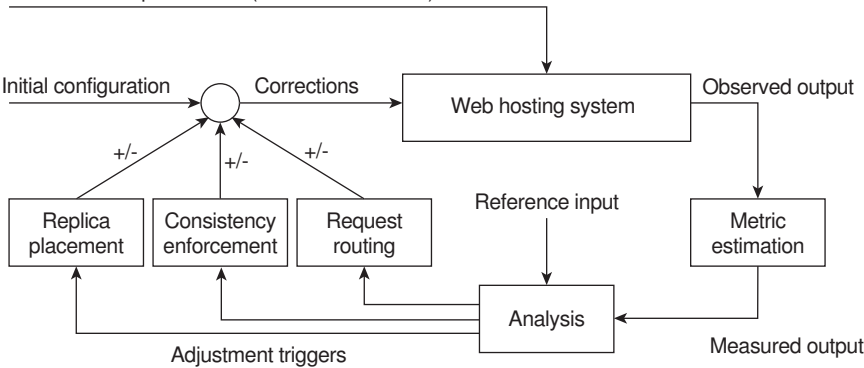 Initial configuration
Corrections
Web hosting system
Observed output
+/-
+/-
+/-
Reference input
Replica
placement
Consistency
enforcement
Request
routing
Metric
estimation
Analysis
Adjustment triggers
Measured output